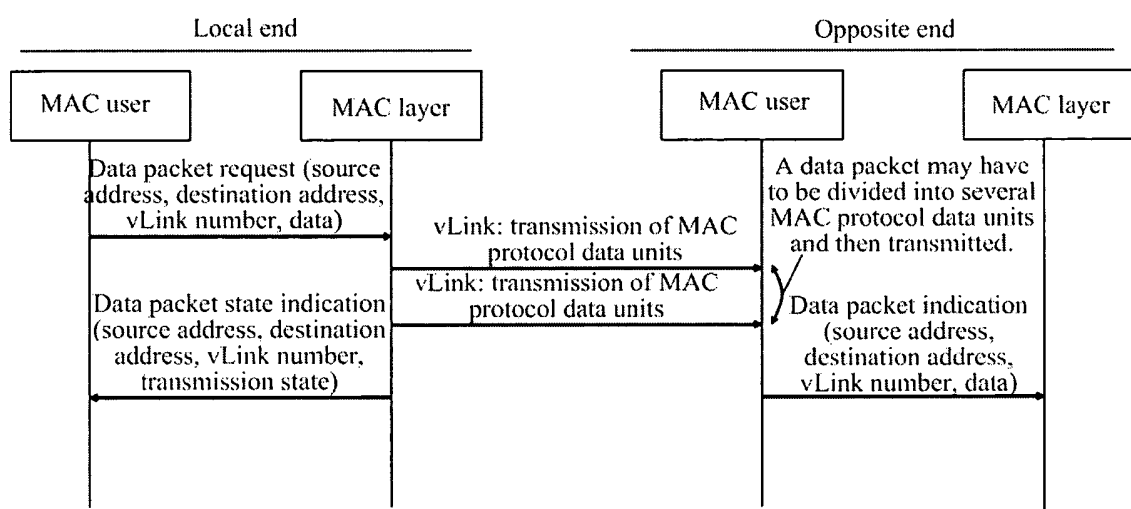 Local end
Opposite end
MAC user
MAC layer
MAC user
MAC layer
Data packet request (source
address, destination address,
vLink number, data)
A data packet may have
to be divided into several
MAC protocol data units
and then transmitted.
vLink: transmission of MAC
protocol data units
vLink: transmission of MAC
protocol data units
Data packet state indication
(source address, destination
address, vLink number,
transmission state)
Data packet indication
(source address,
destination address,
vLink number, data)